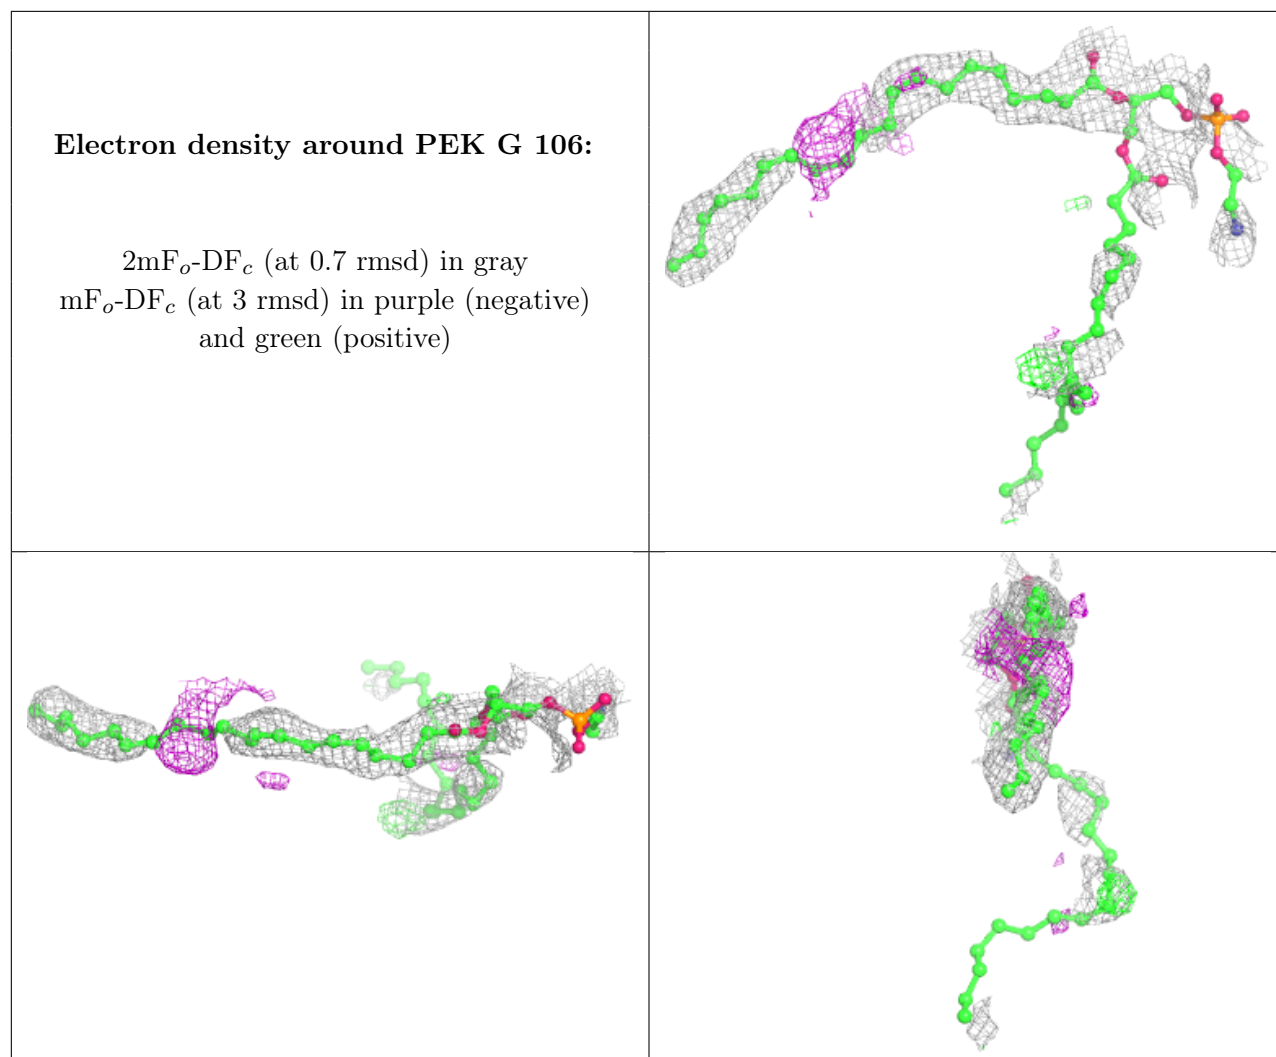 Electron density around PEK G 106:
2mFₒ-DF𝒸 (at 0.7 rmsd) in gray
mFₒ-DF𝒸 (at 3 rmsd) in purple (negative)
and green (positive)